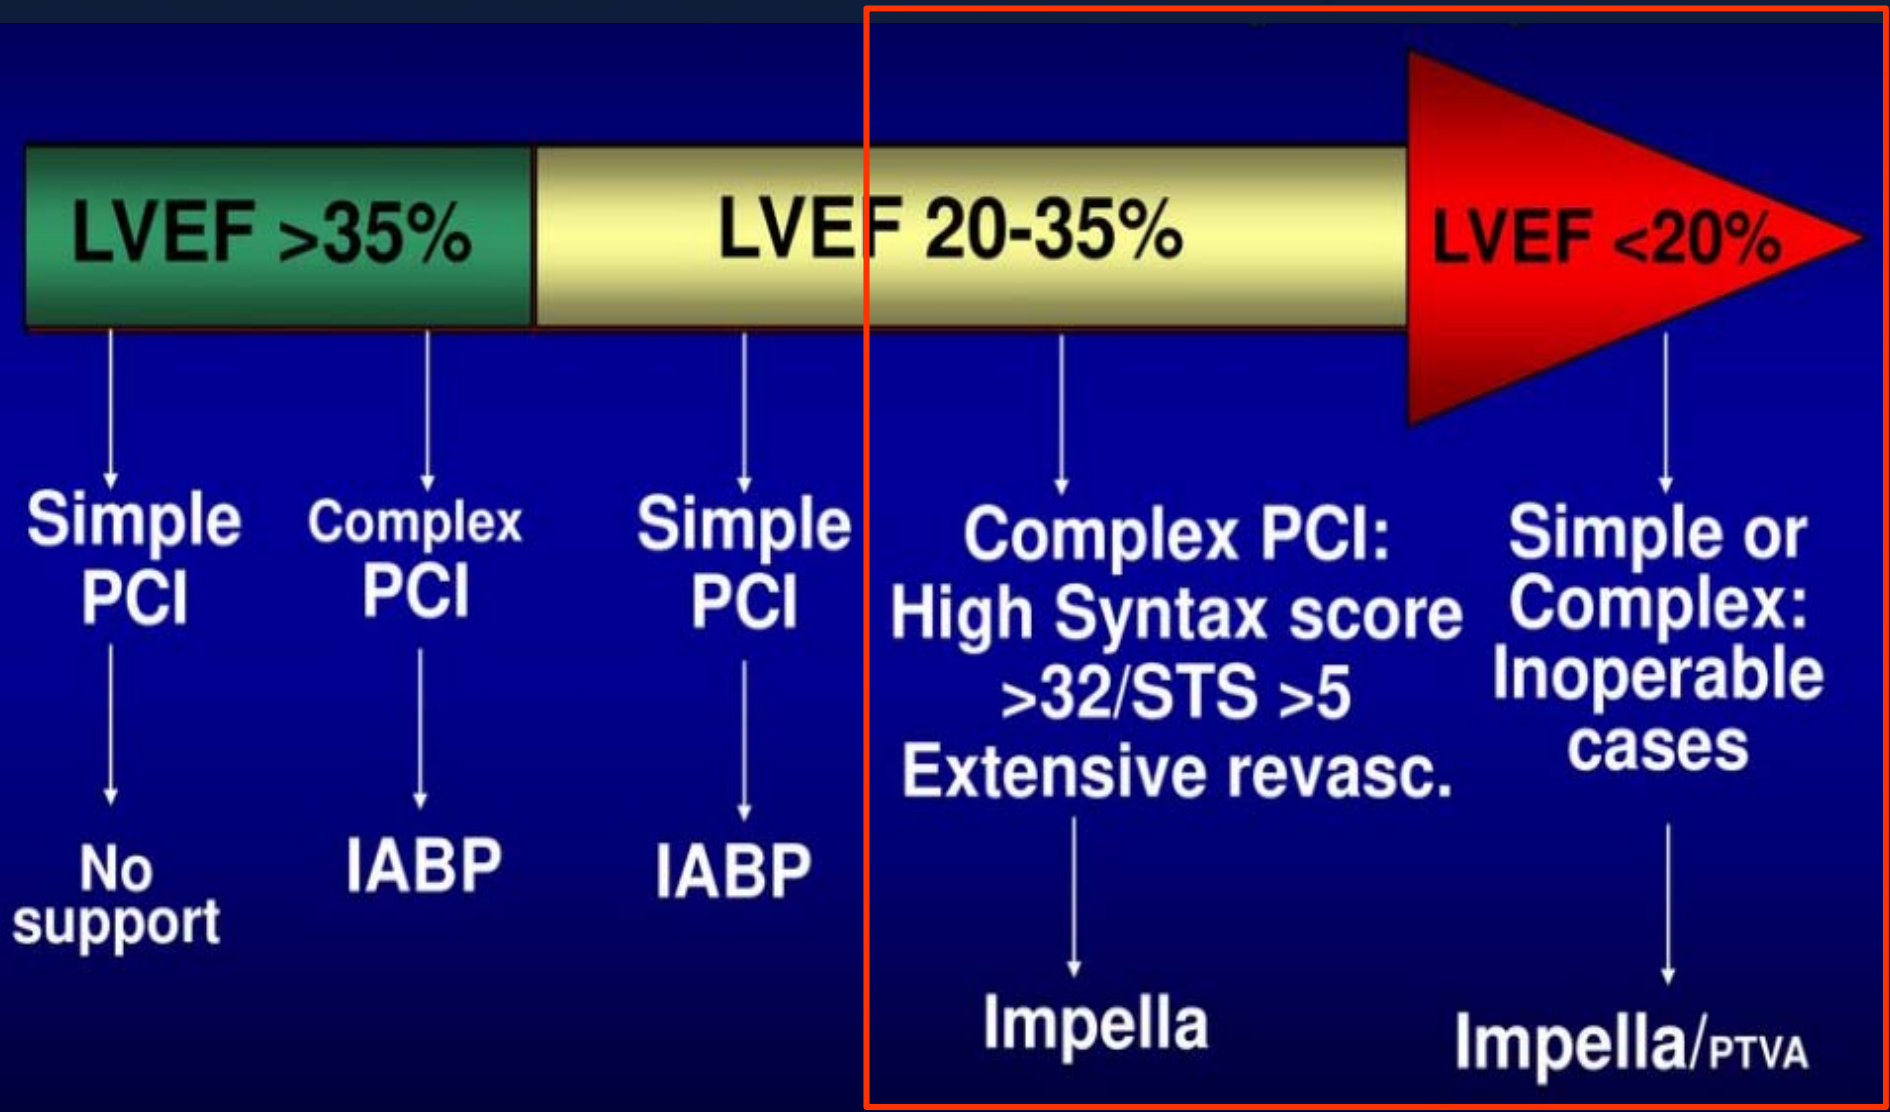 LVEF >35%
LVEF 20-35%
LVEF <20%
Simple
PCI
No
support
Complex
PCI
IABP
Simple
PCI
IABP
Complex PCI:
High Syntax score
>32/STS >5
Extensive revasc.
Impella
Simple or
Complex:
Inoperable
cases
Impella/PTVA